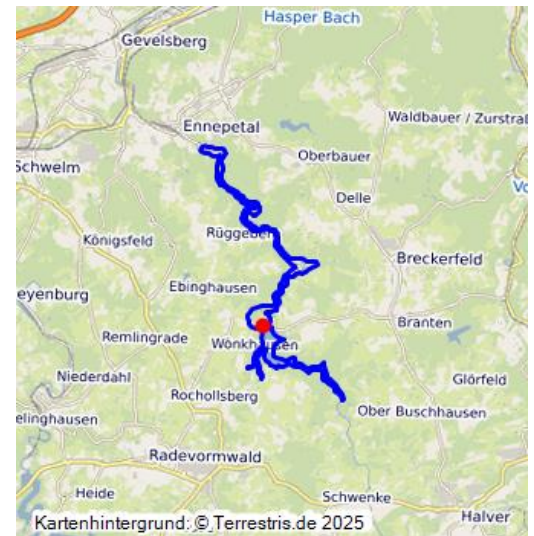 Hasper Bach
Gevelsberg
Waldbauer / Zurstraß
Ennepetal
Oberbauer
Schwelm
Delle
Vo
Königsfeld
Rüggeberg
Breckerfeld
Ebinghausen
eyenburg
Branten
Remlingrade
Wönkhausen
Niederdahl
Glörfeld
Rochollsberg
Ober Buschhausen
elinghausen
Radevormwald
Heide
Schwenke
Halver
Kartenhintergrund: © Terrestris.de 2025